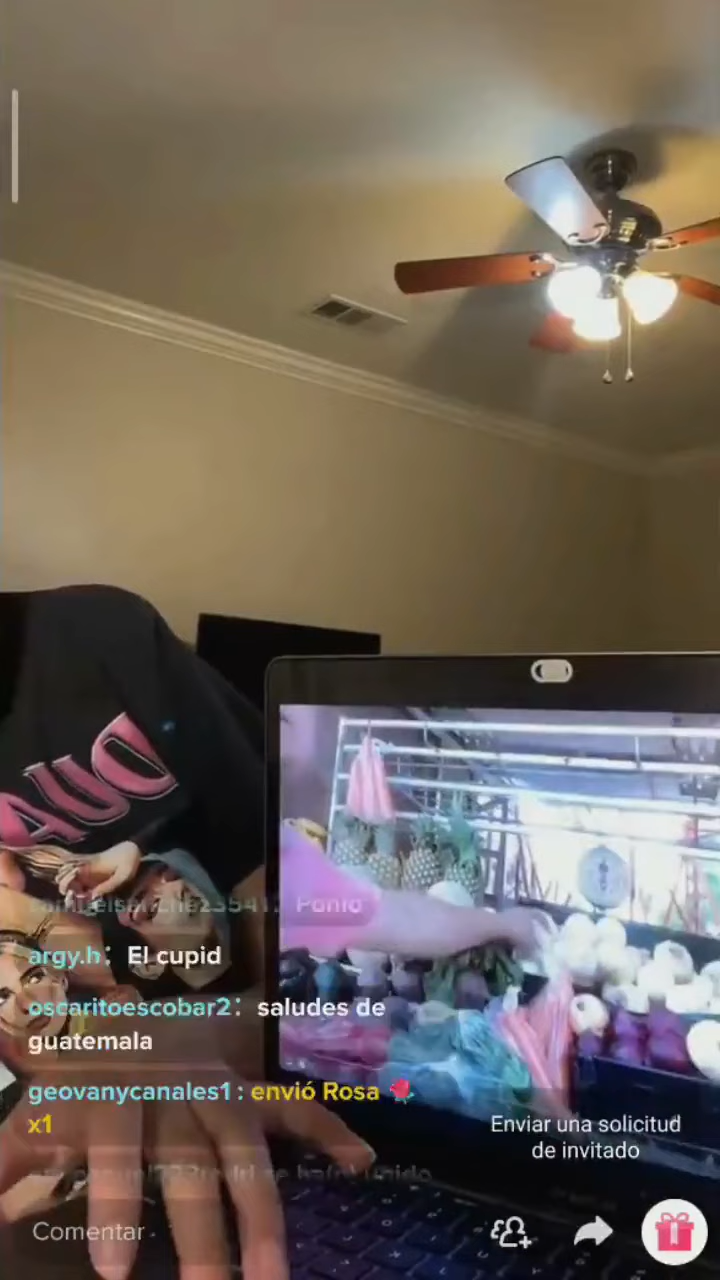 argy.h: El cupid
oscaritoescobar2: saludes de
guatemala
geovanycanales1: envió Rosa
x1
Enviar una solicitud
de invitado
Comentar